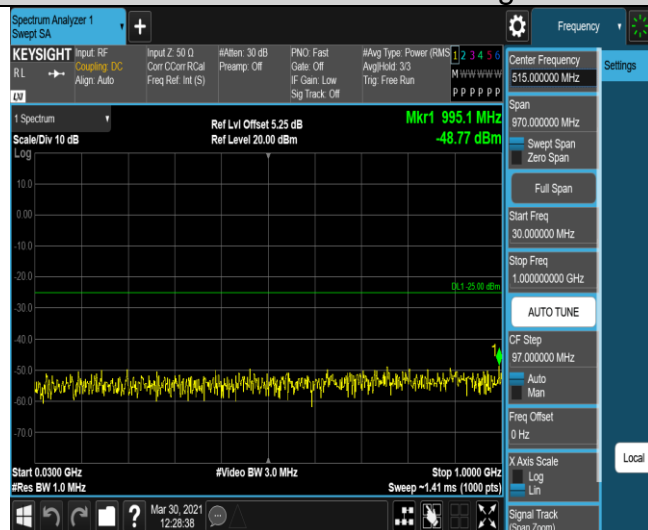 Spectrum Analyzer 1
Swept SA
Frequency
KEYSIGHT
RL
Input: RF
Coupling: DC
Align: Auto
Input Z: 50 Ω
Corr CCorr RCal
Freq Ref: Int (S)
#Atten: 30 dB
Preamp: Off
PNO: Fast
Gate: Off
IF Gain: Low
Sig Track: Off
#Avg Type: Power (RMS
Avg|Hold: 3/3
Trig: Free Run
1 2 3 4 5 6
M W W W W W
P P P P P P
LXI
1 Spectrum
Scale/Div 10 dB
Log
Ref Lvl Offset 5.25 dB
Ref Level 20.00 dBm
Mkr1 995.1 MHz
-48.77 dBm
10.0
0.00
-10.0
-20.0
DL1 -25.00 dBm
-30.0
-40.0
1
-50.0
-60.0
-70.0
Start 0.0300 GHz
#Res BW 1.0 MHz
#Video BW 3.0 MHz
Stop 1.0000 GHz
Sweep ~1.41 ms (1000 pts)
?
Mar 30, 2021
12:28:38
Center Frequency
515.000000 MHz
Span
970.000000 MHz
Swept Span
Zero Span
Full Span
Start Freq
30.000000 MHz
Stop Freq
1.000000000 GHz
AUTO TUNE
CF Step
97.000000 MHz
Auto
Man
Freq Offset
0 Hz
X Axis Scale
Log
Lin
Signal Track
(Span Zoom)
Settings
Local